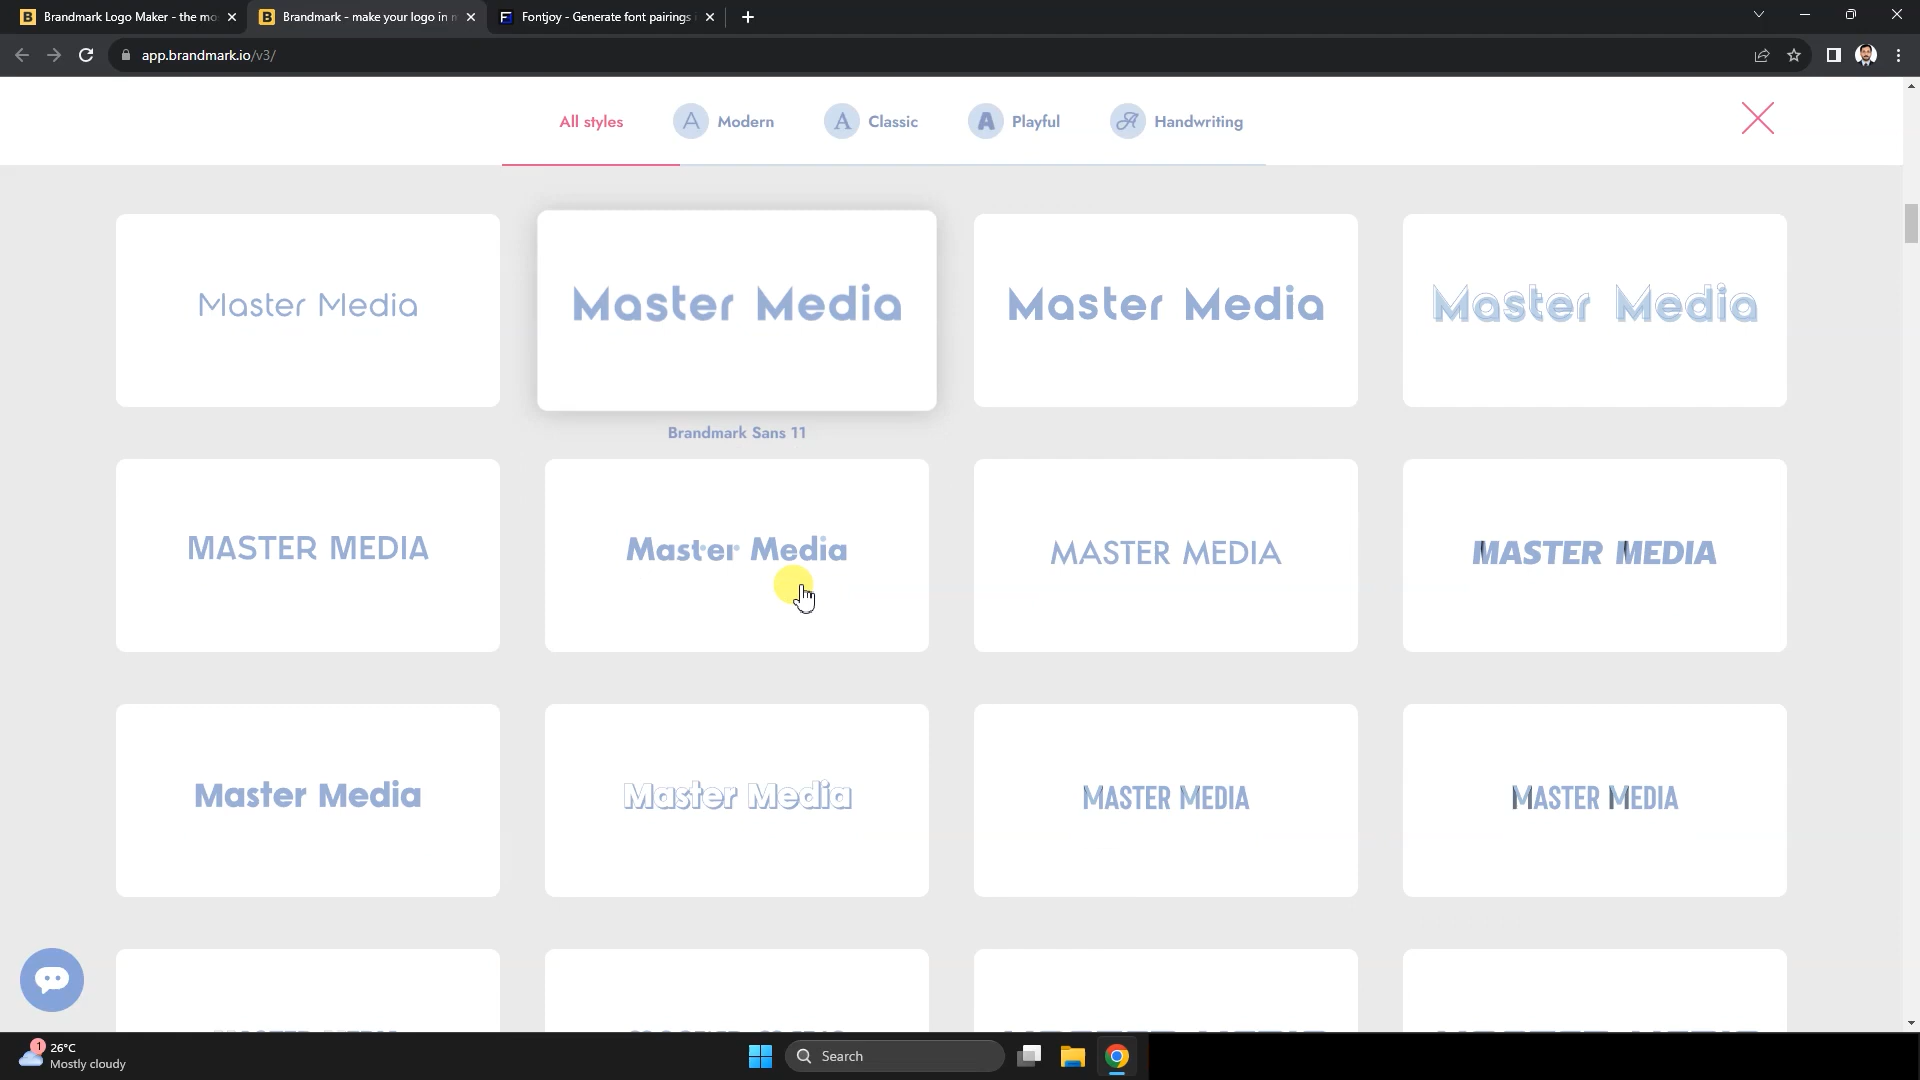 Brandmark Logo Maker - the mo
Brandmark - make your logo in m
Fontjoy - Generate font pairings
app.brandmark.io/v3/
All styles
Modern
Classic
Playful
Handwriting
Master Media
Master Media
Master Media
Master Media
Brandmark Sans 11
MASTER MEDIA
Master Media
MASTER MEDIA
MASTER MEDIA
Master Media
Master Media
MASTER MEDIA
MASTER MEDIA
1
26°C
Mostly cloudy
Search